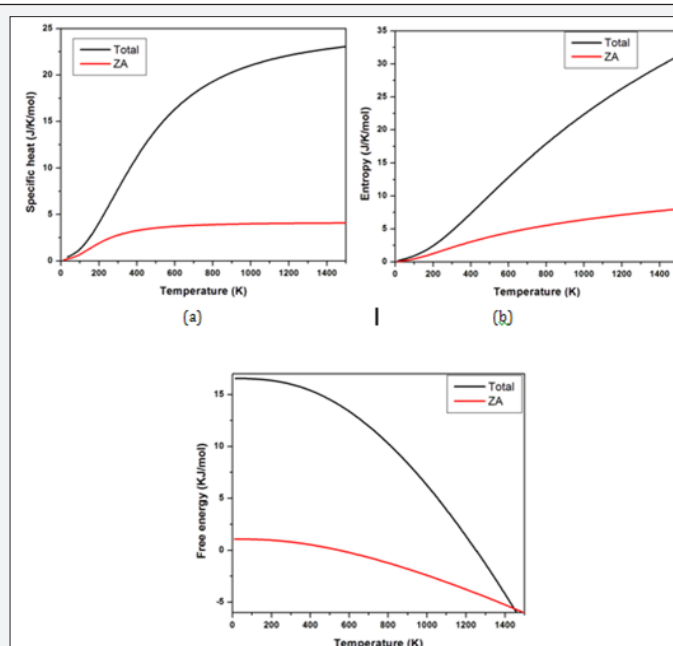 Total
ZA
Specific heat (J/K/mol)
25
20
15
10
5
0
0 200 400 600 800 1000 1200 1400
Temperature (K)
(a)
Total
ZA
Entropy (J/K/mol)
35
30
25
20
15
10
5
0
0 200 400 600 800 1000 1200 1400
Temperature (K)
(b)
Total
ZA
Free energy (KJ/mol)
15
10
5
0
-5
0 200 400 600 800 1000 1200 1400
Temperature (K)